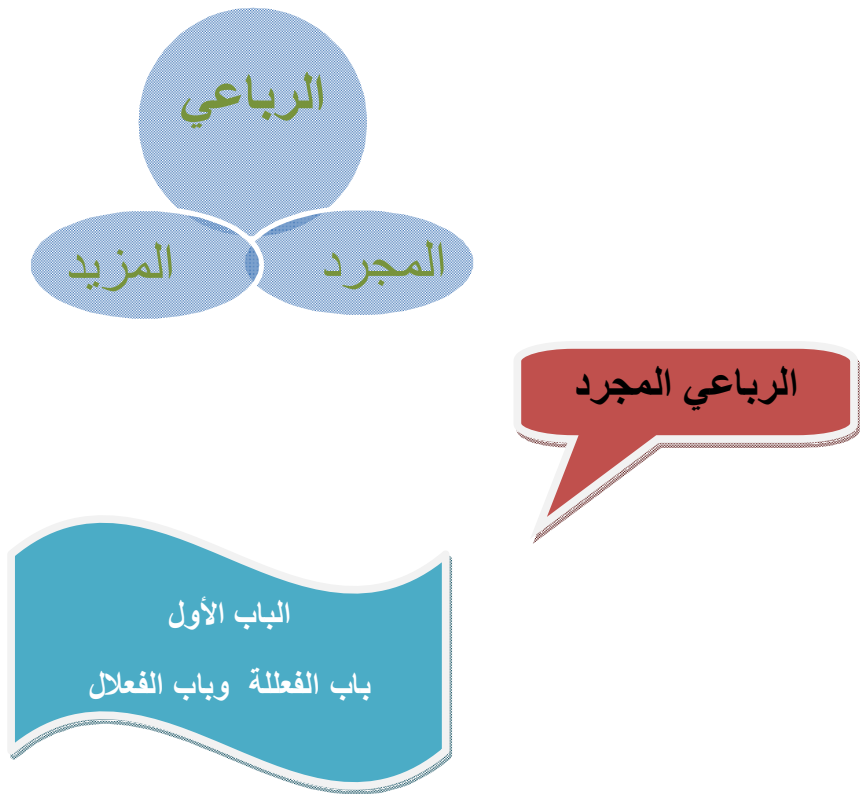 الرباعي
المجرد
المزيد
الرباعي المجرد
الباب الأول
باب الفعللة وباب الفعلال